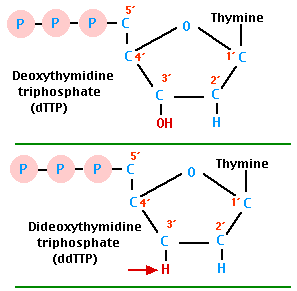 5´
P P P C Thymine
O
C 4´ 1´ C
Deoxythymidine
triphosphate
(dTTP)
3´ 2´
C C
OH H
5´
P P P C Thymine
O
C 4´ 1´ C
Dideoxythymidine
triphosphate
(ddTTP)
3´ 2´
C C
H H